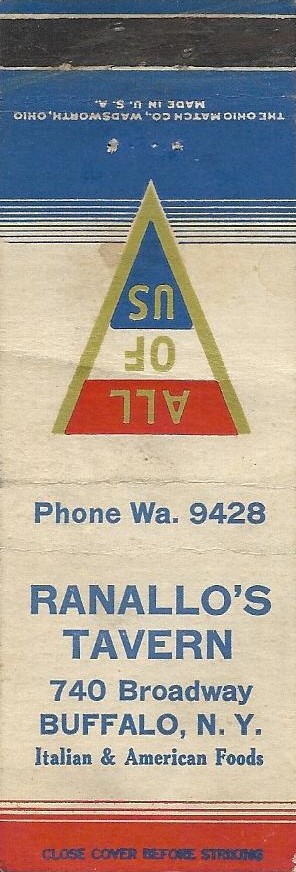 THE OHIO MATCH CO., WADSWORTH, OHIO
MADE IN U. S. A.
ALL
OF
US
Phone Wa. 9428
RANALLO'S
TAVERN
740 Broadway
BUFFALO, N. Y.
Italian & American Foods
CLOSE COVER BEFORE STRIKING